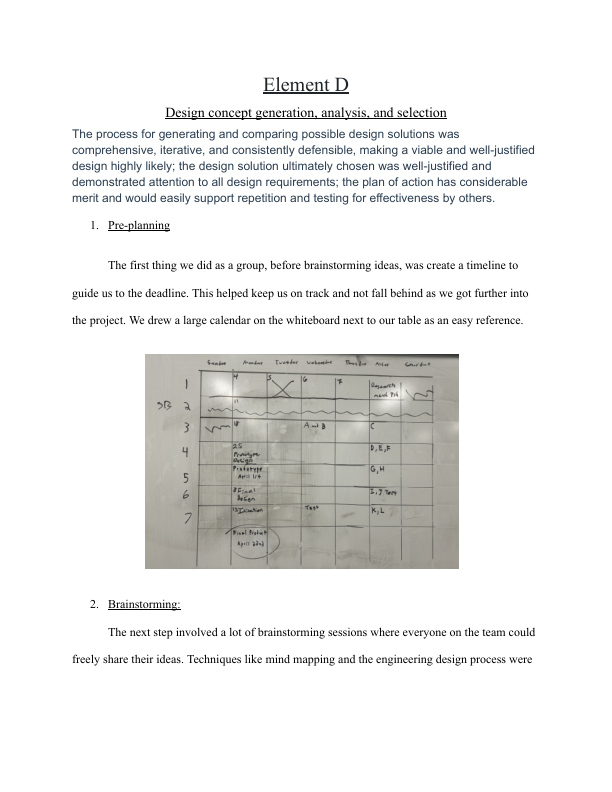 Element D
Design concept generation, analysis, and selection
The process for generating and comparing possible design solutions was
comprehensive, iterative, and consistently defensible, making a viable and well-justified
design highly likely; the design solution ultimately chosen was well-justified and
demonstrated attention to all design requirements; the plan of action has considerable
merit and would easily support repetition and testing for effectiveness by others.
1. Pre-planning
The first thing we did as a group, before brainstorming ideas, was create a timeline to
guide us to the deadline. This helped keep us on track and not fall behind as we got further into
the project. We drew a large calendar on the whiteboard next to our table as an easy reference.
1 4 5 6 7
SB 2 11
3 18 A and B C
4 25 Prototype Design D, E, F
5 Prototype April 1st G, H
6 8 Final Design I, J Test
7 15 Test K, L
Final Product
April 22nd
2. Brainstorming:
The next step involved a lot of brainstorming sessions where everyone on the team could
freely share their ideas. Techniques like mind mapping and the engineering design process were